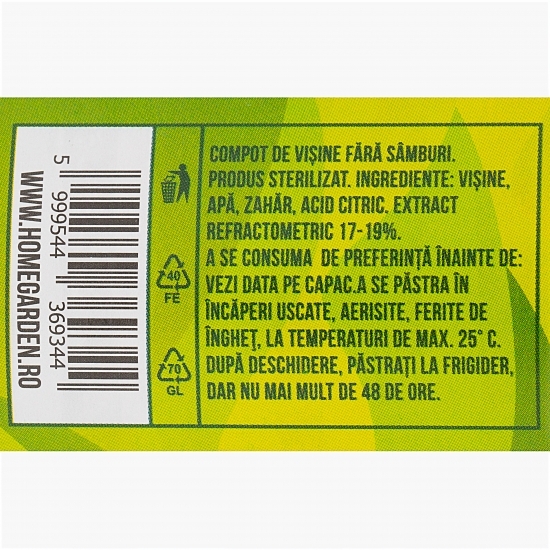 5 999544 369344
WWW.HOMEGARDEN.RO
40
FE
70
GL
COMPOT DE VIȘINE FĂRĂ SÂMBURI.
PRODUS STERILIZAT. INGREDIENTE: VIȘINE,
APĂ, ZAHĂR, ACID CITRIC. EXTRACT
REFRACTOMETRIC 17-19%.
A SE CONSUMA DE PREFERINȚĂ ÎNAINTE DE:
VEZI DATA PE CAPAC.A SE PĂSTRA ÎN
ÎNCĂPERI USCATE, AERISITE, FERITE DE
ÎNGHEȚ, LA TEMPERATURI DE MAX. 25° C.
DUPĂ DESCHIDERE, PĂSTRAȚI LA FRIGIDER,
DAR NU MAI MULT DE 48 DE ORE.